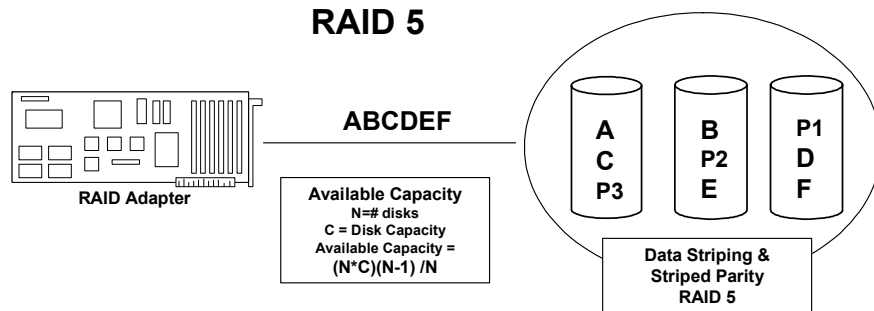 RAID 5
ABCDEF
RAID Adapter
Available Capacity
N=# disks
C = Disk Capacity
Available Capacity =
(N*C)(N-1) /N
A
C
P3
B
P2
E
P1
D
F
Data Striping &
Striped Parity
RAID 5